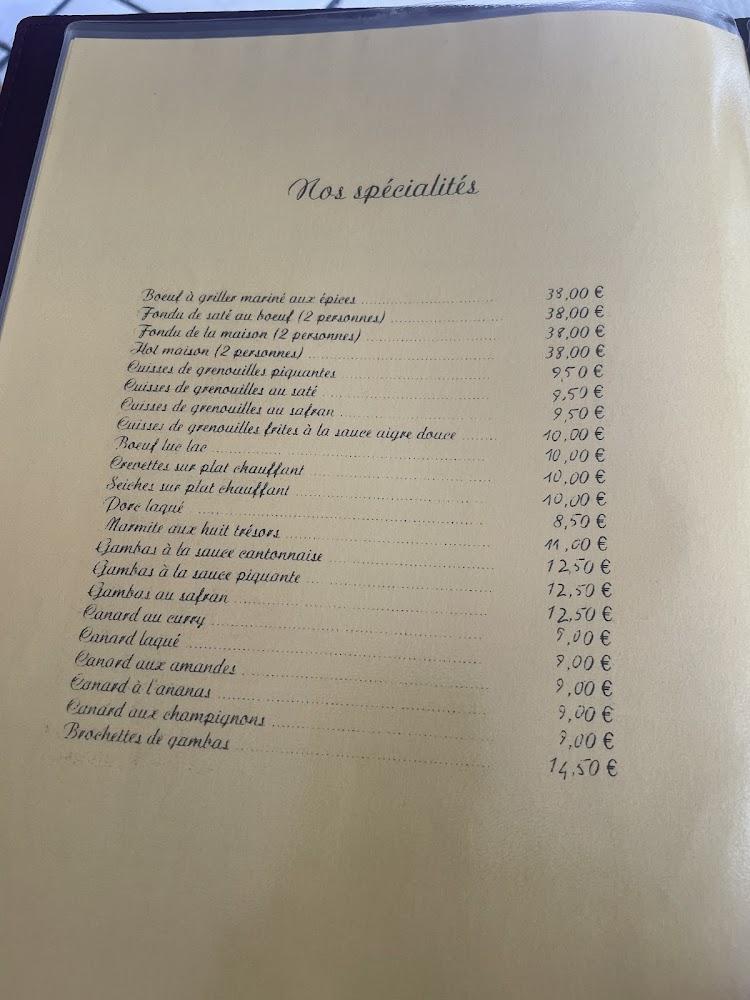 Nos spécialités
Boeuf à griller mariné aux épices 38,00 €
Fondu de saté au boeuf (2 personnes) 38,00 €
Fondu de la maison (2 personnes) 38,00 €
Hot maison (2 personnes) 38,00 €
Cuisses de grenouilles piquantes 9,50 €
Cuisses de grenouilles au saté 9,50 €
Cuisses de grenouilles au safran 9,50 €
Cuisses de grenouilles frites à la sauce aigre douce 10,00 €
Boeuf luc lac 10,00 €
Crevettes sur plat chauffant 10,00 €
Seiches sur plat chauffant 10,00 €
Porc laqué 8,50 €
Marmite aux huit trésors 11,00 €
Gambas à la sauce cantonnaise 12,50 €
Gambas à la sauce piquante 12,50 €
Gambas au safran 12,50 €
Canard au curry 9,00 €
Canard laqué 9,00 €
Canard aux amandes 9,00 €
Canard à l'ananas 9,00 €
Canard aux champignons 9,00 €
Brochettes de gambas 14,50 €